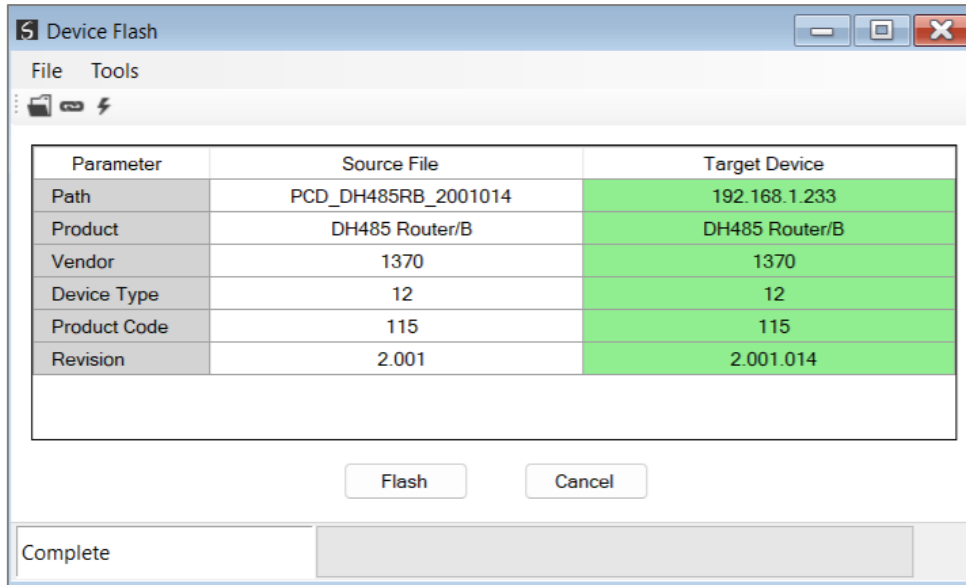 Device Flash
File Tools
Parameter Source File Target Device
Path PCD_DH485RB_2001014 192.168.1.233
Product DH485 Router/B DH485 Router/B
Vendor 1370 1370
Device Type 12 12
Product Code 115 115
Revision 2.001 2.001.014
Flash Cancel
Complete